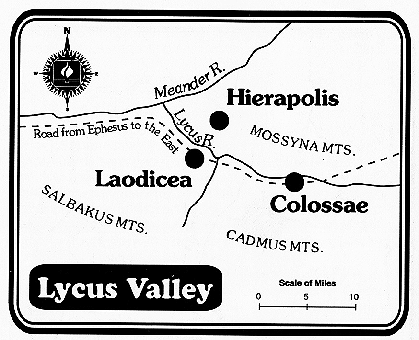 N
Meander R.
Hierapolis
Lycus R.
Road from Ephesus to the East
MOSSYNA MTS.
Laodicea
Colossae
SALBAKUS MTS.
CADMUS MTS.
Lycus Valley
Scale of Miles
0 5 10